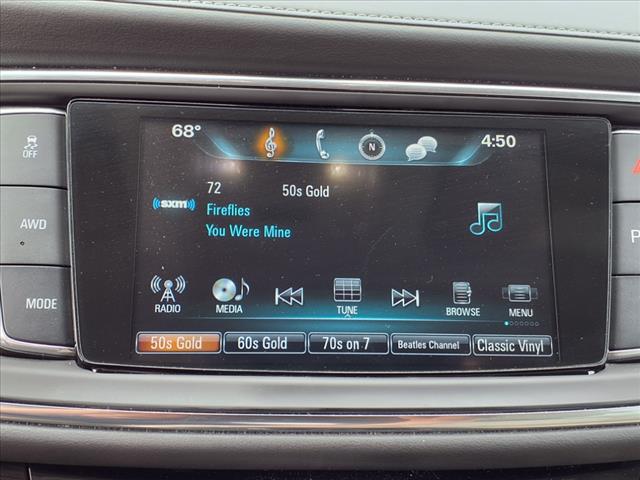 68° N 4:50
OFF
72 50s Gold
sxm
Fireflies
AWD
You Were Mine
MODE
RADIO MEDIA TUNE BROWSE MENU
50s Gold 60s Gold 70s on 7 Beatles Channel Classic Vinyl